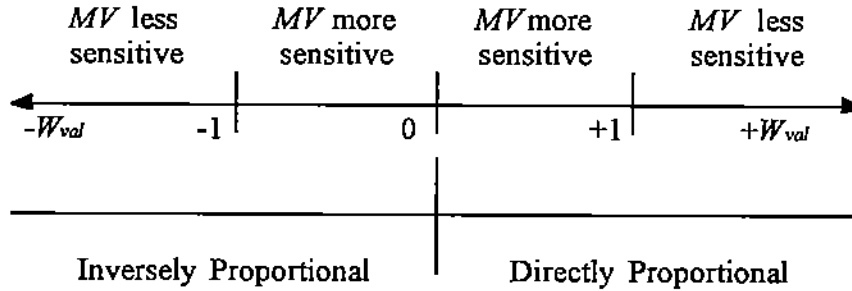 MV less MV more MV more MV less
sensitive sensitive sensitive sensitive
-Wval -1 0 +1 +Wval
Inversely Proportional Directly Proportional